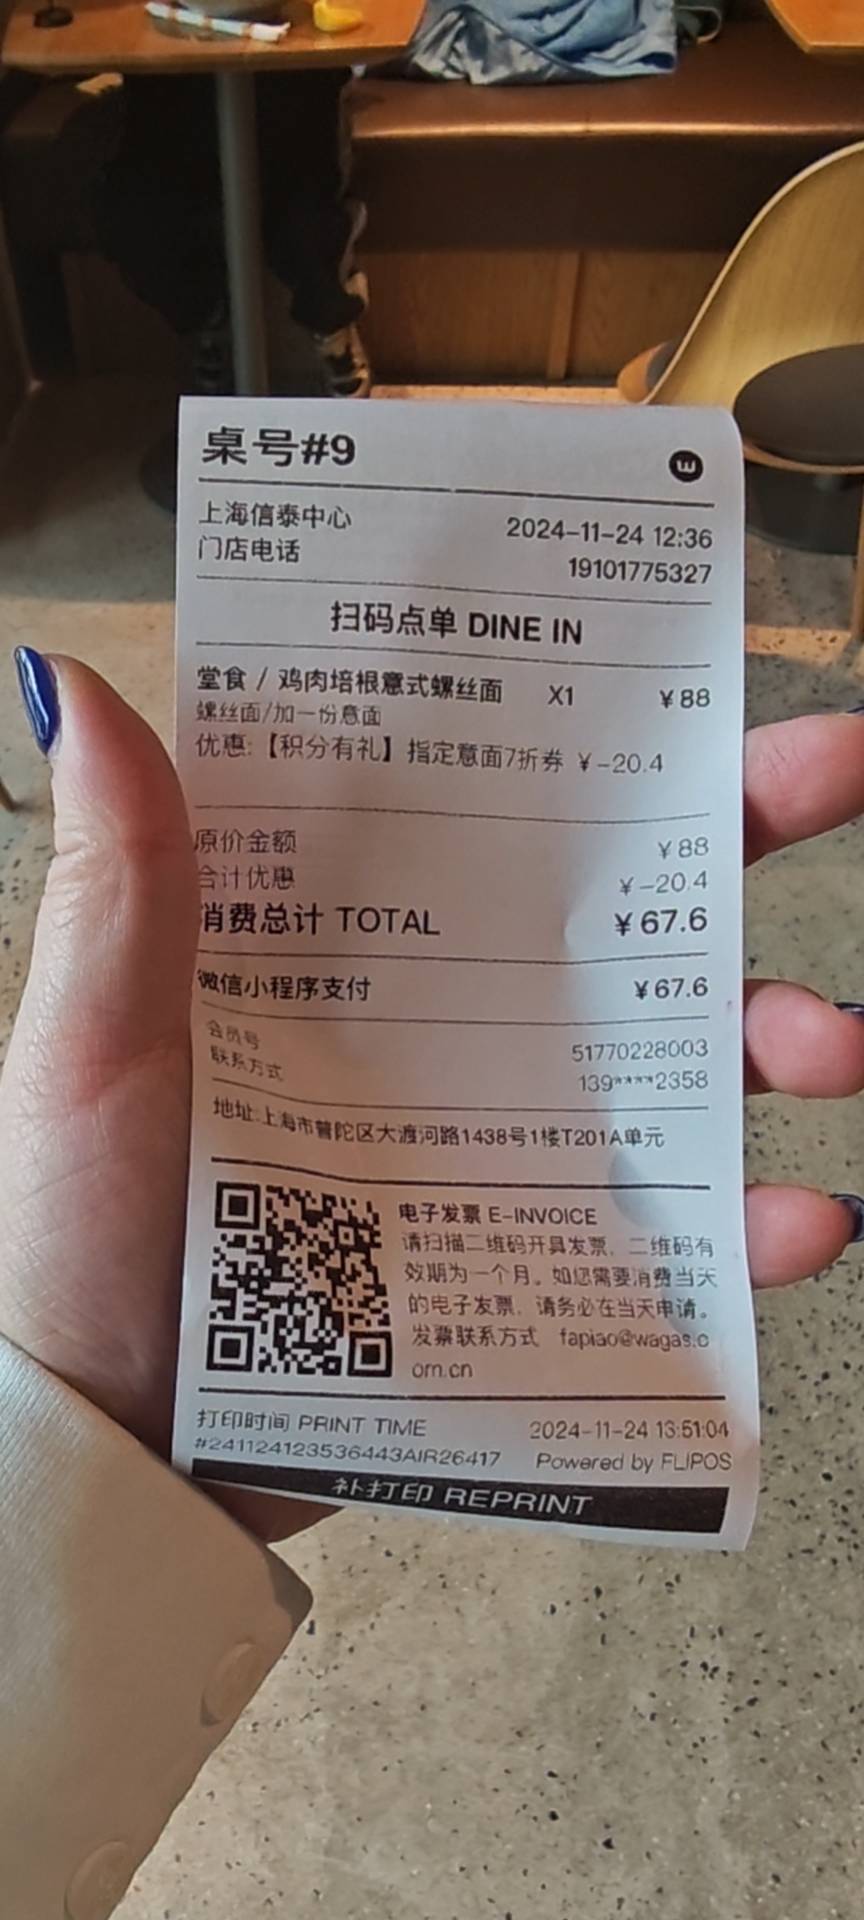 桌号#9
上海信泰中心 2024-11-24 12:36
门店电话 19101775327
扫码点单 DINE IN
堂食 / 鸡肉培根意式螺丝面 X1 ¥88
螺丝面/加一份意面
优惠:【积分有礼】指定意面7折券 ¥-20.4
原价金额 ¥88
合计优惠 ¥-20.4
消费总计 TOTAL ¥67.6
微信小程序支付 ¥67.6
会员号 51770228003
联系方式 139****2358
地址:上海市普陀区大渡河路1438号1楼T201A单元
电子发票 E-INVOICE
请扫描二维码开具发票，二维码有
效期为一个月。如您需要消费当天
的电子发票，请务必在当天申请。
发票联系方式 fapiao@wagas.c
om.cn
打印时间 PRINT TIME 2024-11-24 13:51:04
#241124123536443AIR26417 Powered by FLIPOS
补打印 REPRINT